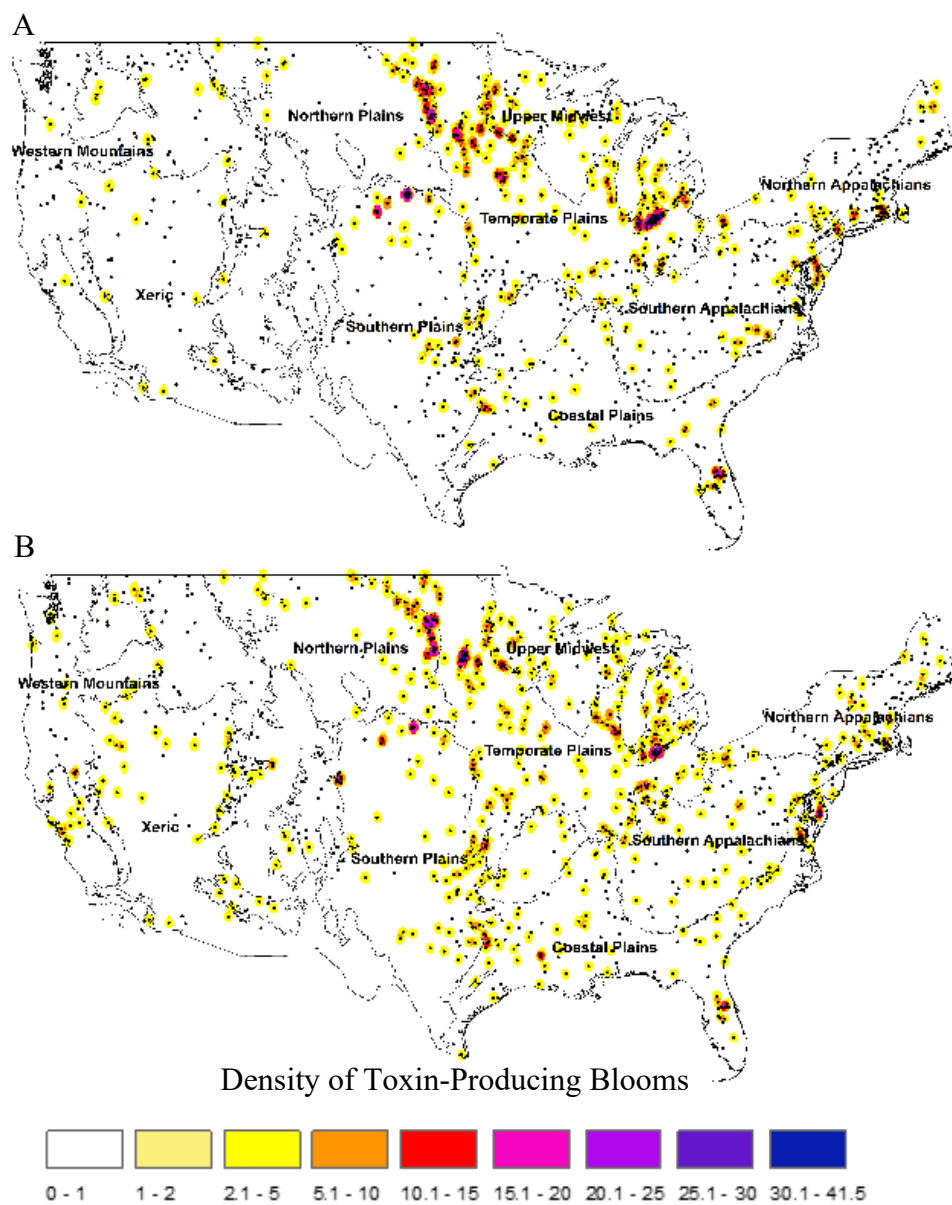 A
Northern Plains
Upper Midwest
Western Mountains
Northern Appalachians
Temporate Plains
Xeric
Southern Appalachians
Southern Plains
Coastal Plains
B
Northern Plains
Upper Midwest
Western Mountains
Northern Appalachians
Temporate Plains
Xeric
Southern Appalachians
Southern Plains
Coastal Plains
Density of Toxin-Producing Blooms
0 - 1 1 - 2 2.1 - 5 5.1 - 10 10.1 - 15 15.1 - 20 20.1 - 25 25.1 - 30 30.1 - 41.5